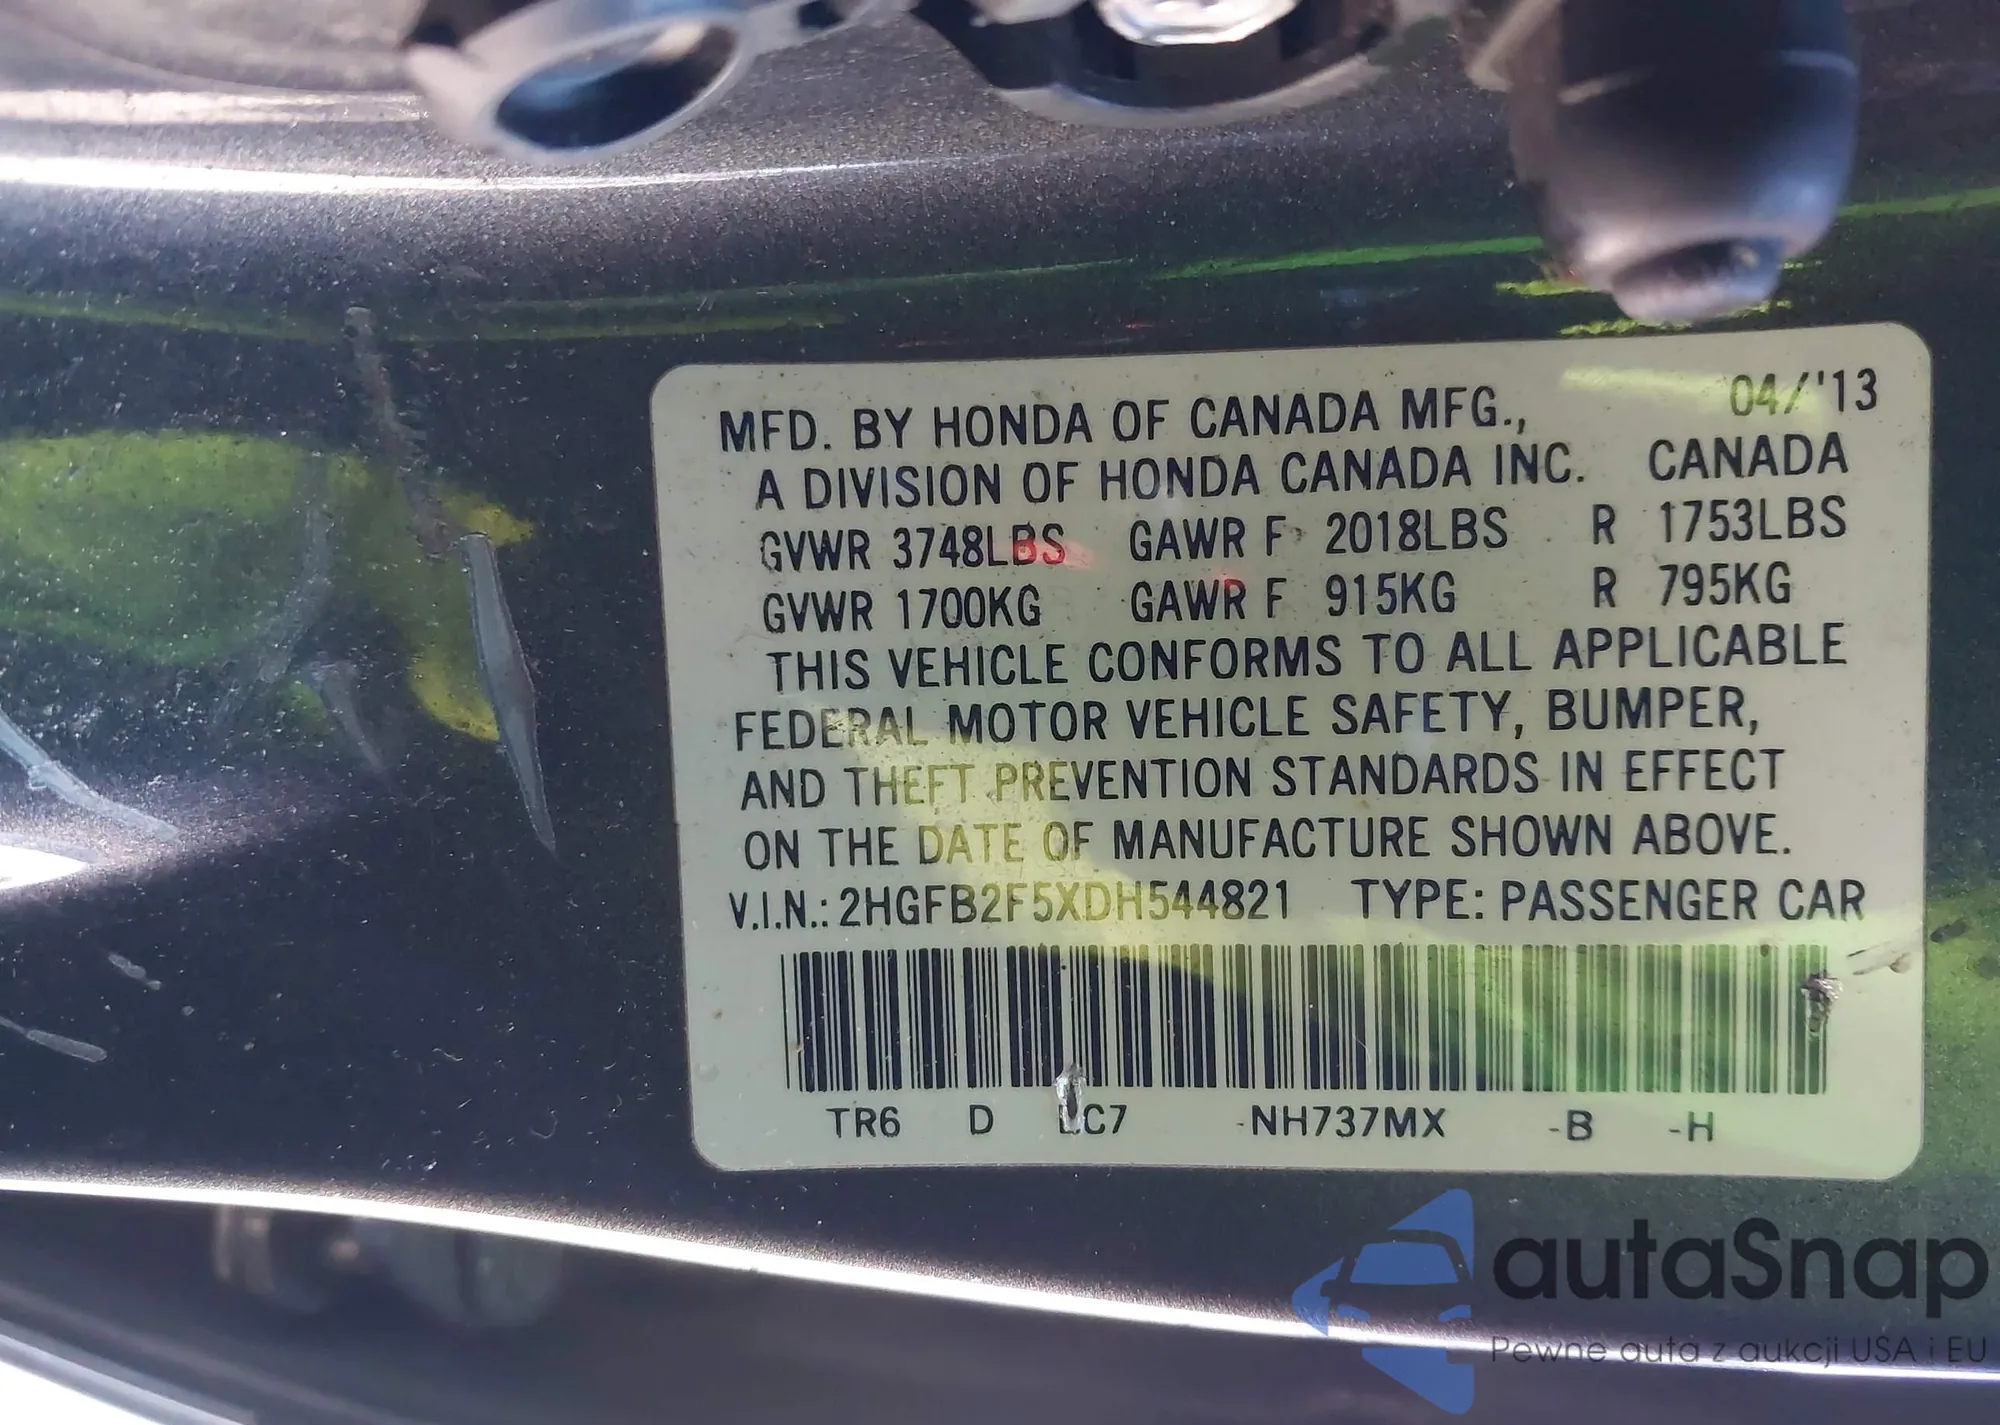 MFD. BY HONDA OF CANADA MFG., 04/'13
A DIVISION OF HONDA CANADA INC. CANADA
GVWR 3748LBS GAWR F 2018LBS R 1753LBS
GVWR 1700KG GAWR F 915KG R 795KG
THIS VEHICLE CONFORMS TO ALL APPLICABLE
FEDERAL MOTOR VEHICLE SAFETY, BUMPER,
AND THEFT PREVENTION STANDARDS IN EFFECT
ON THE DATE OF MANUFACTURE SHOWN ABOVE.
V.I.N.: 2HGFB2F5XDH544821 TYPE: PASSENGER CAR
TR6 D -NH737MX -B -H
autaSnap
Pewne auta z aukcji USA i EU